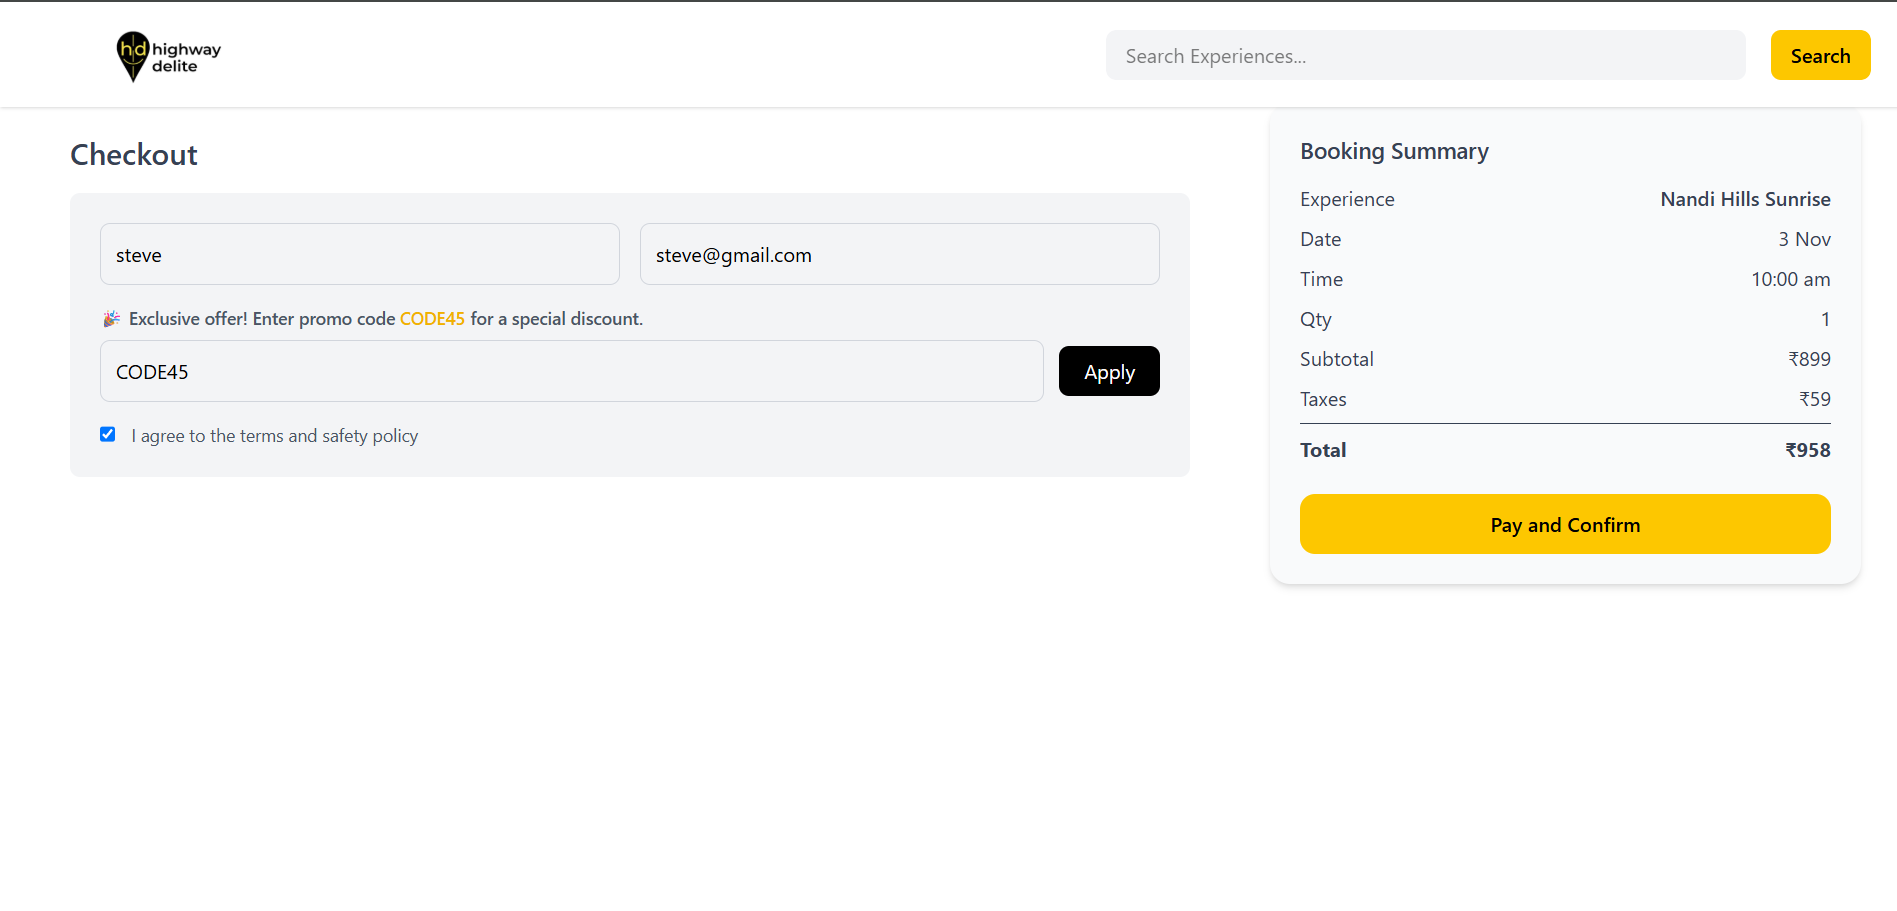 hd highway
delite
Search Experiences...
Search
Checkout
steve
steve@gmail.com
🎉 Exclusive offer! Enter promo code CODE45 for a special discount.
CODE45
Apply
I agree to the terms and safety policy
Booking Summary
Experience Nandi Hills Sunrise
Date 3 Nov
Time 10:00 am
Qty 1
Subtotal ₹899
Taxes ₹59
Total ₹958
Pay and Confirm